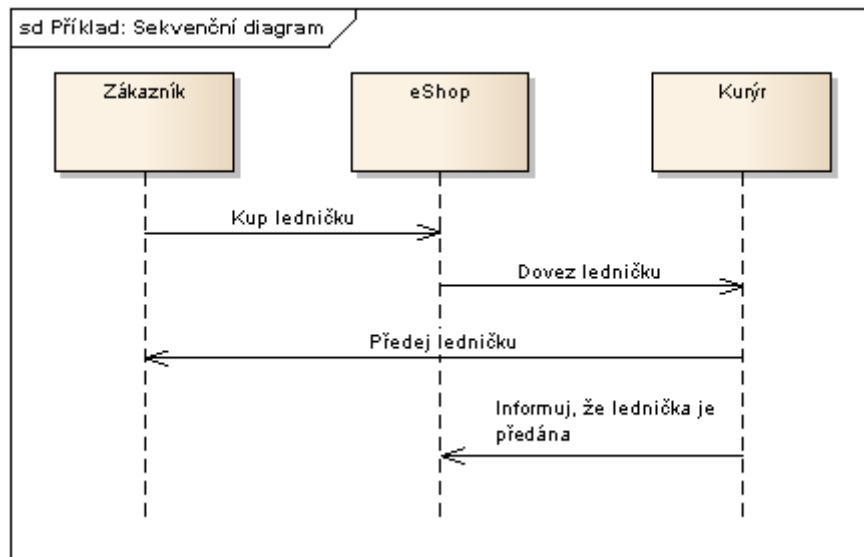 sd Příklad: Sekvenční diagram
Zákazník
eShop
Kurýr
Kup ledničku
Dovez ledničku
Předej ledničku
Informuj, že lednička je
předána